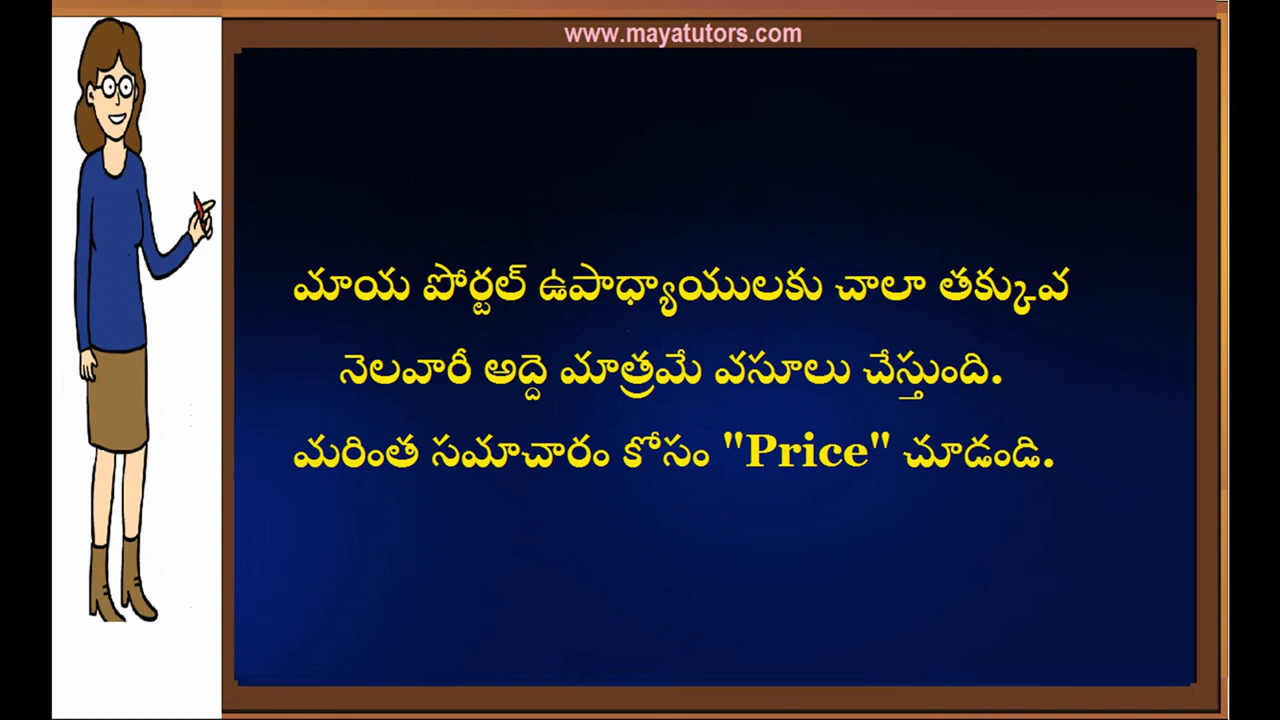 www.mayatutors.com
మాయ పోర్టల్ ఉపాధ్యాయులకు చాలా తక్కువ
నెలవారీ అద్దె మాత్రమే వసూలు చేస్తుంది.
మరింత సమాచారం కోసం "Price" చూడండి.